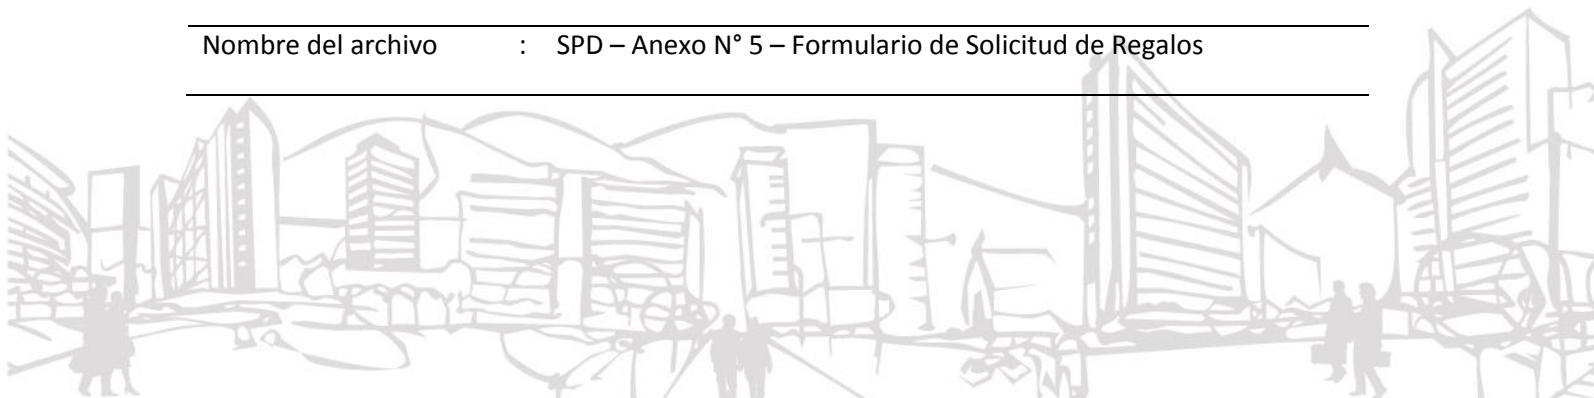 Nombre del archivo : SPD – Anexo N° 5 – Formulario de Solicitud de Regalos